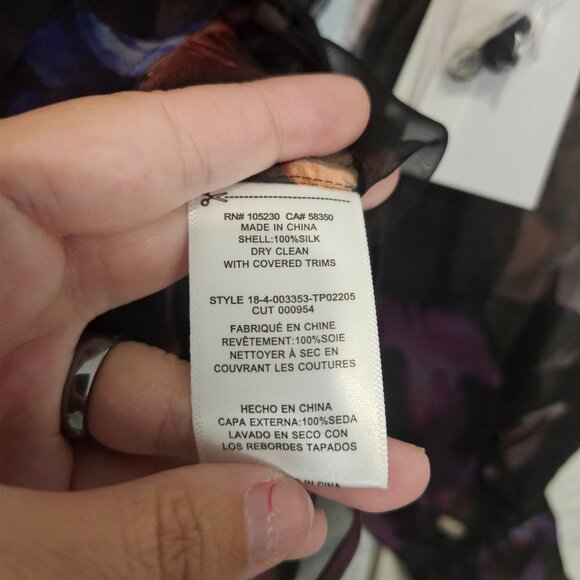 RN# 105230 CA# 58350
MADE IN CHINA
SHELL:100%SILK
DRY CLEAN
WITH COVERED TRIMS
STYLE 18-4-003353-TP02205
CUT 000954
FABRIQUÉ EN CHINE
REVÊTEMENT:100%SOIE
NETTOYER À SEC EN
COUVRANT LES COUTURES
HECHO EN CHINA
CAPA EXTERNA:100%SEDA
LAVADO EN SECO CON
LOS REBORDES TAPADOS
IN CINA